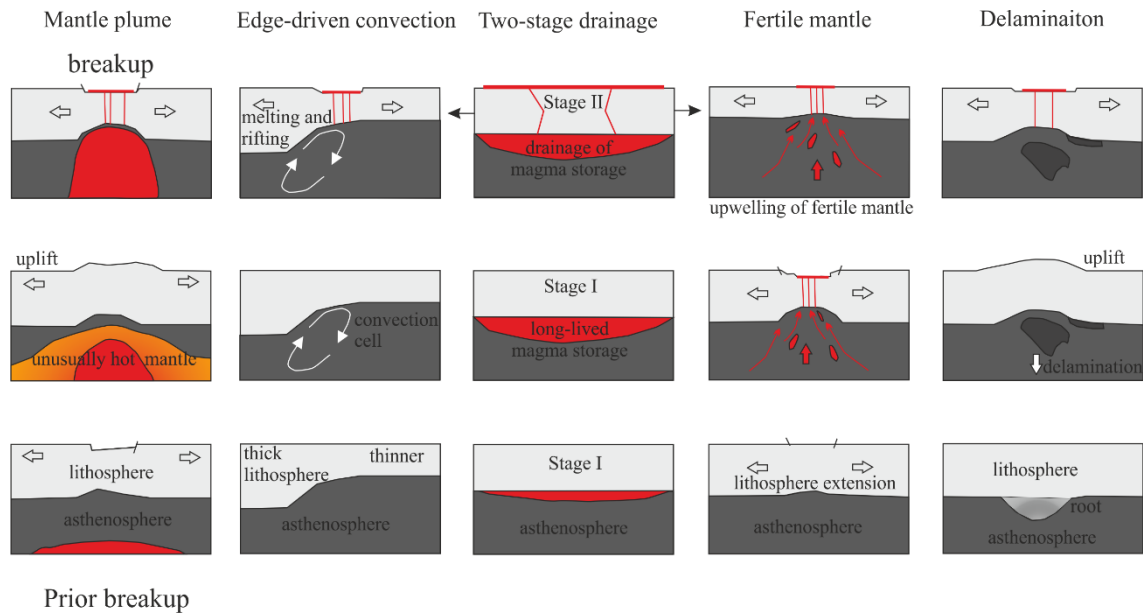 Mantle plume
Edge-driven convection
Two-stage drainage
Fertile mantle
Delaminaiton
breakup
melting and
rifting
Stage II
drainage of
magma storage
upwelling of fertile mantle
uplift
unusually hot mantle
convection
cell
Stage I
long-lived
magma storage
uplift
delamination
lithosphere
asthenosphere
thick
lithosphere
thinner
asthenosphere
Stage I
asthenosphere
lithosphere extension
asthenosphere
lithosphere
root
asthenosphere
Prior breakup